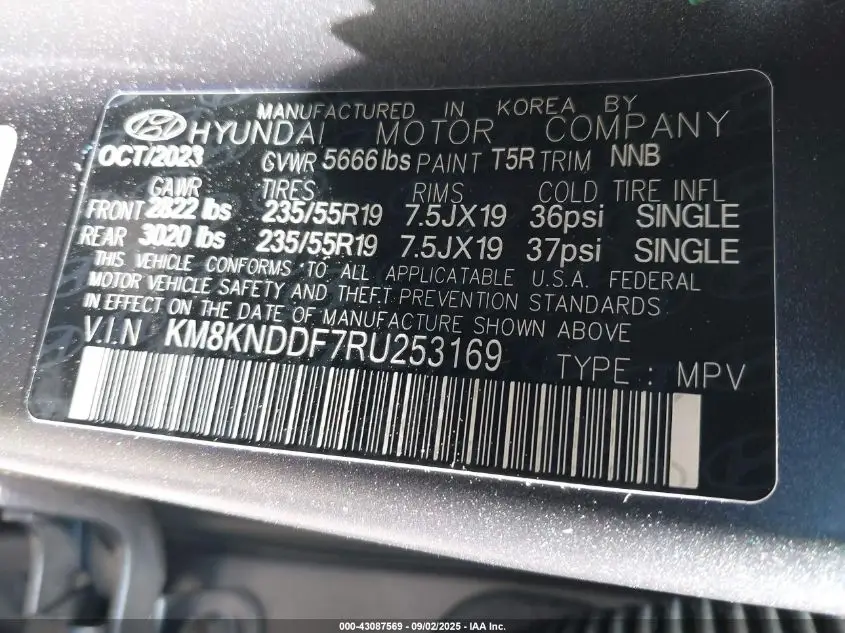 MANUFACTURED IN KOREA BY
HYUNDAI MOTOR COMPANY
OCT/2023 GVWR 5666 lbs PAINT T5R TRIM NNB
GAWR TIRES RIMS COLD TIRE INFL
FRONT 2822 lbs 235/55R19 7.5JX19 36psi SINGLE
REAR 3020 lbs 235/55R19 7.5JX19 37psi SINGLE
THIS VEHICLE CONFORMS TO ALL APPLICATABLE U.S.A. FEDERAL
MOTOR VEHICLE SAFETY AND THEFT PREVENTION STANDARDS
IN EFFECT ON THE DATE OF MANUFACTURE SHOWN ABOVE
V.I.N KM8KNDDF7RU253169 TYPE : MPV
000-43087569 - 09/02/2025 - IAA Inc.